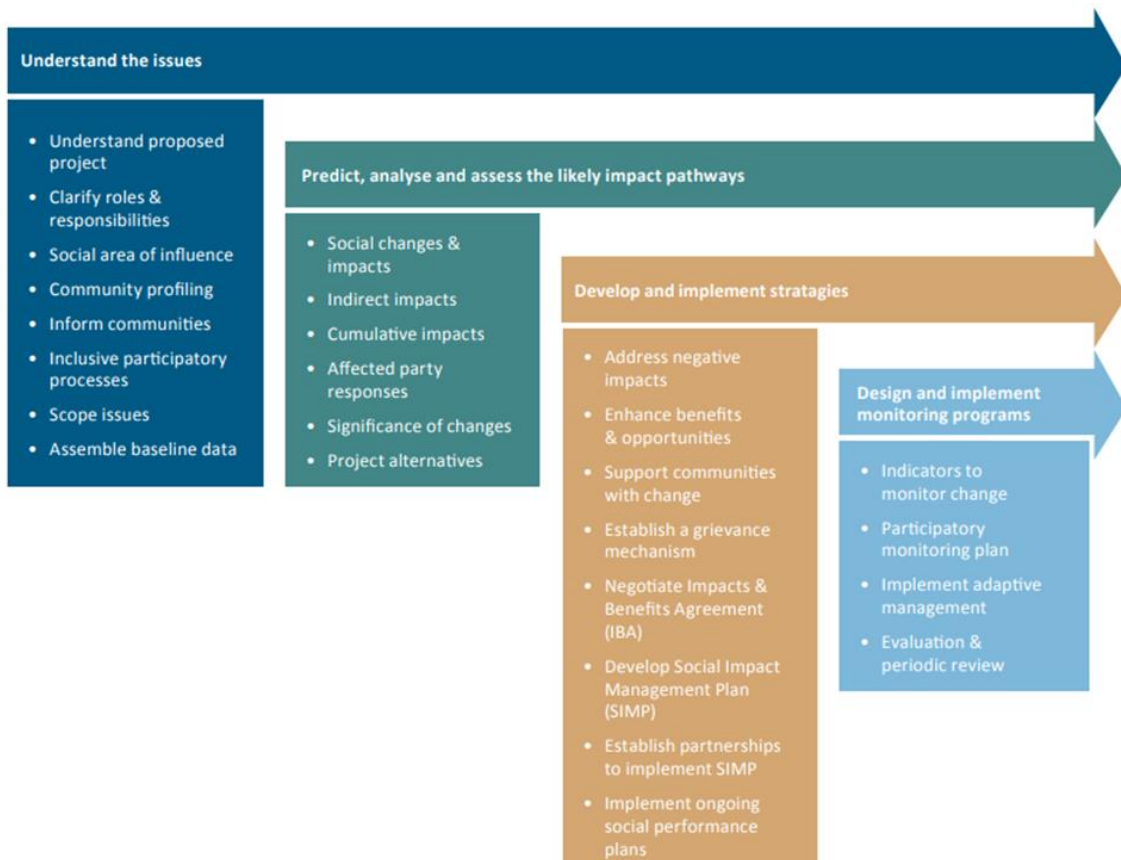 Understand the issues
• Understand proposed
project
• Clarify roles &
responsibilities
• Social area of influence
• Community profiling
• Inform communities
• Inclusive participatory
processes
• Scope issues
• Assemble baseline data
Predict, analyse and assess the likely impact pathways
• Social changes &
impacts
• Indirect impacts
• Cumulative impacts
• Affected party
responses
• Significance of changes
• Project alternatives
Develop and implement stratagies
• Address negative
impacts
• Enhance benefits
& opportunities
• Support communities
with change
• Establish a grievance
mechanism
• Negotiate Impacts &
Benefits Agreement
(IBA)
• Develop Social Impact
Management Plan
(SIMP)
• Establish partnerships
to implement SIMP
• Implement ongoing
social performance
plans
Design and implement
monitoring programs
• Indicators to
monitor change
• Participatory
monitoring plan
• Implement adaptive
management
• Evaluation &
periodic review